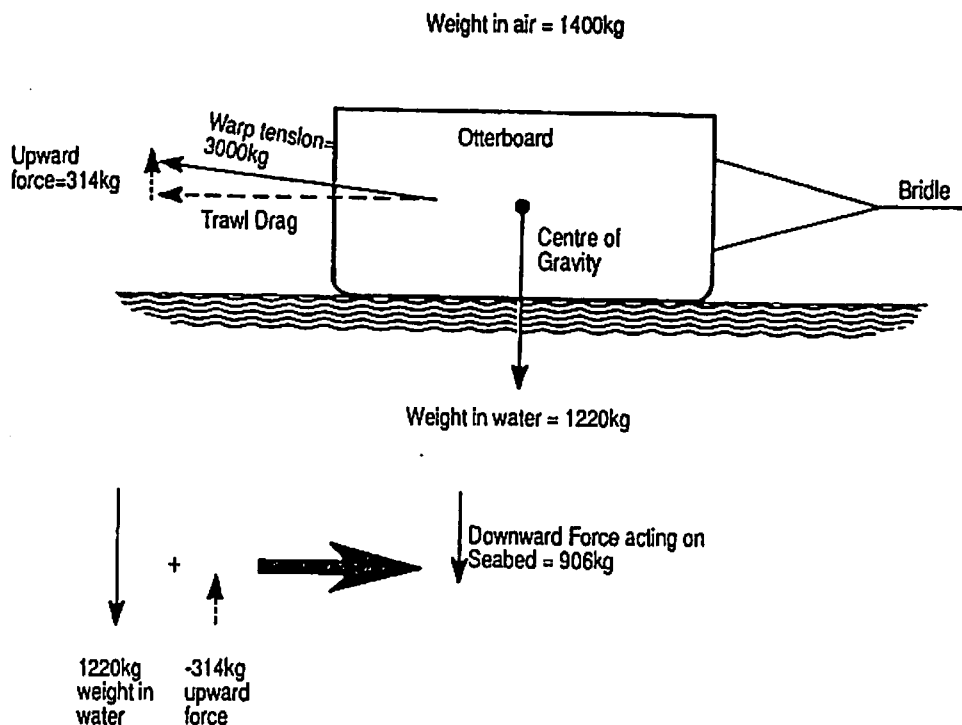 Weight in air = 1400kg
Warp tension=
3000kg
Otterboard
Upward
force=314kg
Trawl Drag
Bridle
Centre of
Gravity
Weight in water = 1220kg
Downward Force acting on
Seabed = 906kg
+
1220kg
weight in
water
-314kg
upward
force